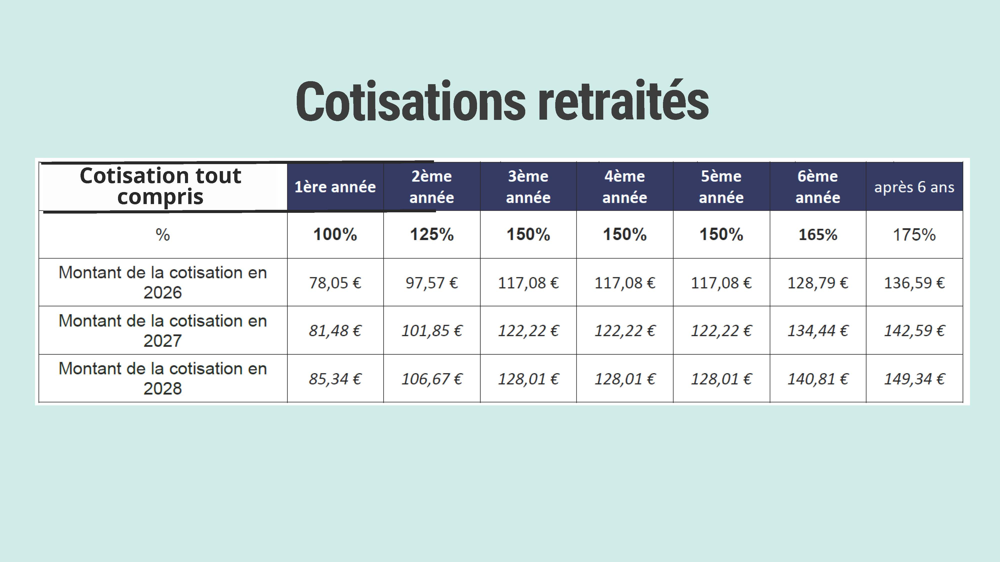 Cotisations retraités
Cotisation tout
compris
1ère année
2ème
année
3ème
année
4ème
année
5ème
année
6ème
année
après 6 ans
%
100%
125%
150%
150%
150%
165%
175%
Montant de la cotisation en
2026
78,05 €
97,57 €
117,08 €
117,08 €
117,08 €
128,79 €
136,59 €
Montant de la cotisation en
2027
81,48 €
101,85 €
122,22 €
122,22 €
122,22 €
134,44 €
142,59 €
Montant de la cotisation en
2028
85,34 €
106,67 €
128,01 €
128,01 €
128,01 €
140,81 €
149,34 €